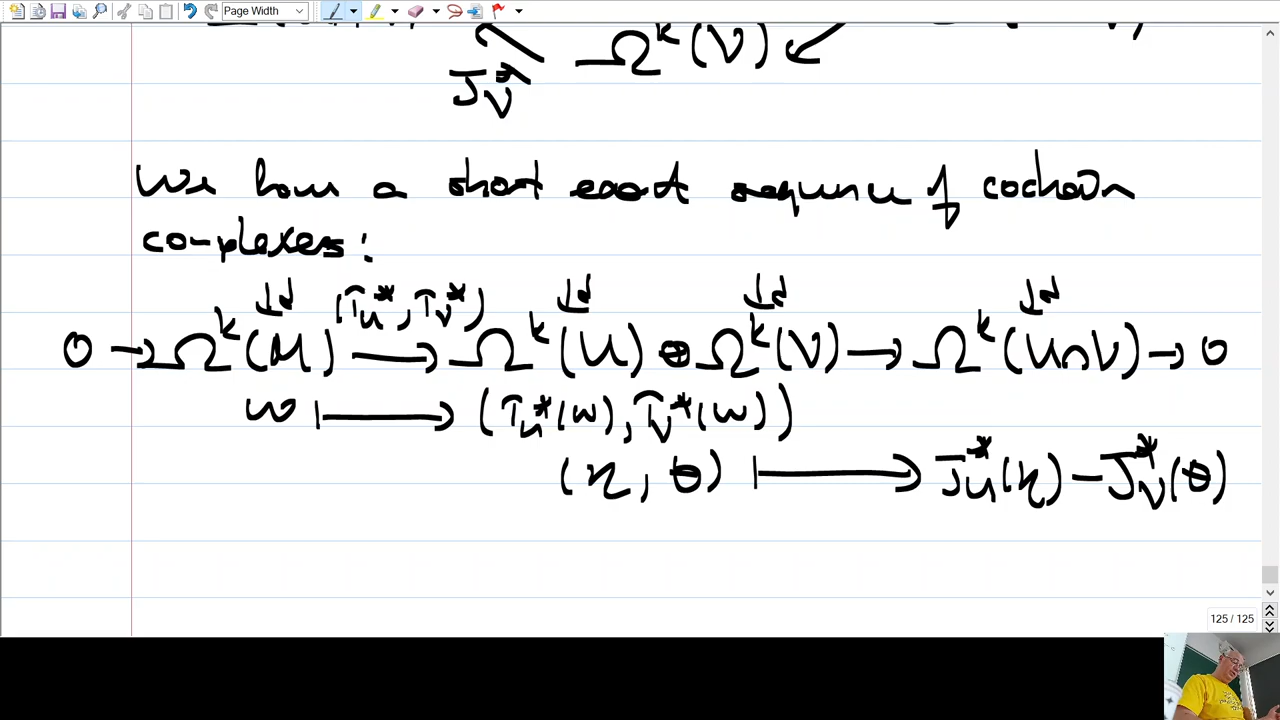 Page Width
Ω^k(V)
J_V^*
We have a short exact sequence of cochain
complexes:
↓d (i_U^*, i_V^*) ↓d ↓d ↓d
0 → Ω^k(M) → Ω^k(U) ⊕ Ω^k(V) → Ω^k(U∩V) → 0
ω ↦ (i_U^*(ω), i_V^*(ω))
(η, θ) ↦ J_U^*(η) - J_V^*(θ)
125 / 125